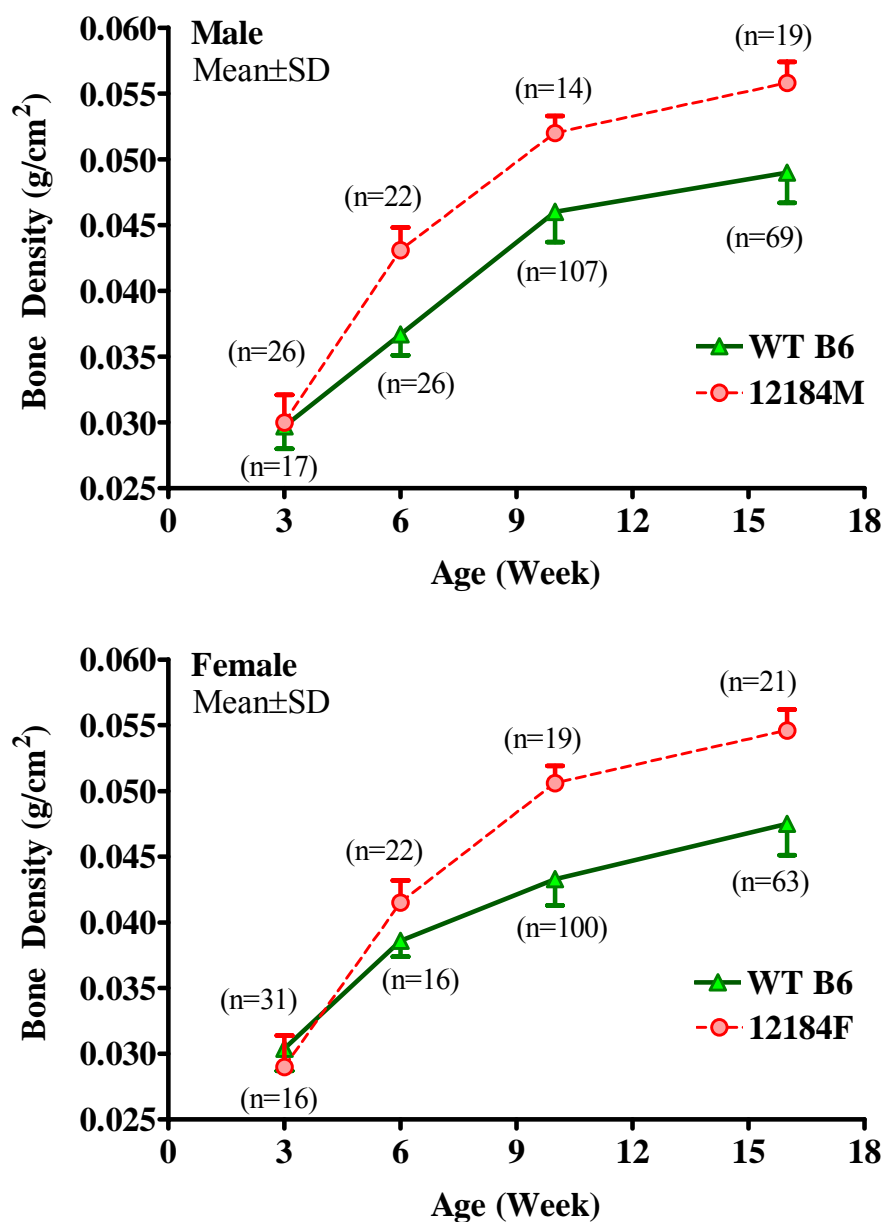 Male
Mean±SD
Bone Density (g/cm²)
0.060
0.055
0.050
0.045
0.040
0.035
0.030
0.025
(n=19)
(n=14)
(n=22)
(n=69)
(n=107)
(n=26)
(n=26)
(n=17)
WT B6
12184M
0 3 6 9 12 15 18
Age (Week)
Female
Mean±SD
Bone Density (g/cm²)
0.060
0.055
0.050
0.045
0.040
0.035
0.030
0.025
(n=21)
(n=19)
(n=22)
(n=63)
(n=100)
(n=16)
(n=31)
(n=16)
WT B6
12184F
0 3 6 9 12 15 18
Age (Week)